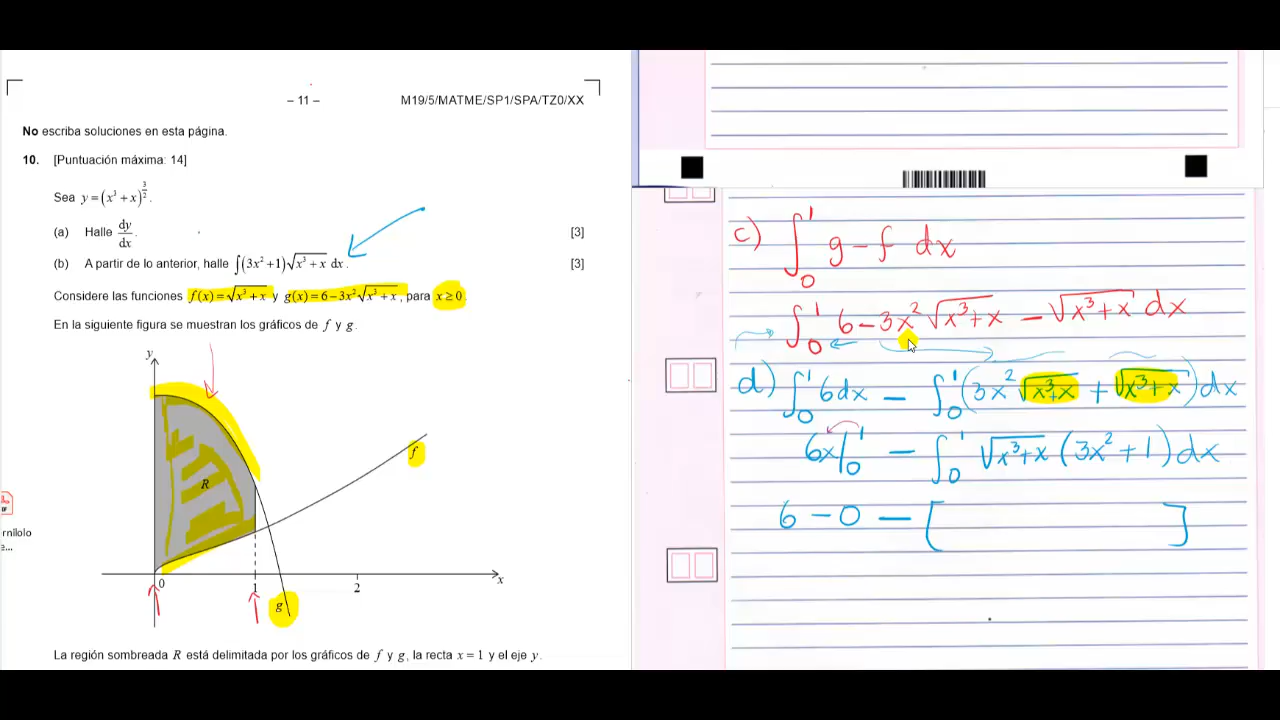 – 11 –
M19/5/MATME/SP1/SPA/TZ0/XX
No escriba soluciones en esta página.
10. [Puntuación máxima: 14]
Sea y = (x³ + x)^(3/2).
(a) Halle dy/dx. [3]
(b) A partir de lo anterior, halle ∫(3x² + 1)√(x³ + x) dx. [3]
Considere las funciones f(x) = √(x³ + x) y g(x) = 6 − 3x²√(x³ + x), para x ≥ 0.
En la siguiente figura se muestran los gráficos de f y g.
y
f
R
0
1
2
x
g
La región sombreada R está delimitada por los gráficos de f y g, la recta x = 1 y el eje y.
rnílolo
c) ∫₀¹ g − f dx
∫₀¹ 6 − 3x² √(x³+x) − √(x³+x) dx
d) ∫₀¹ 6dx − ∫₀¹ (3x² √(x³+x) + √(x³+x)) dx
6x|₀¹ − ∫₀¹ √(x³+x) (3x² + 1) dx
6 − 0 − [ ]